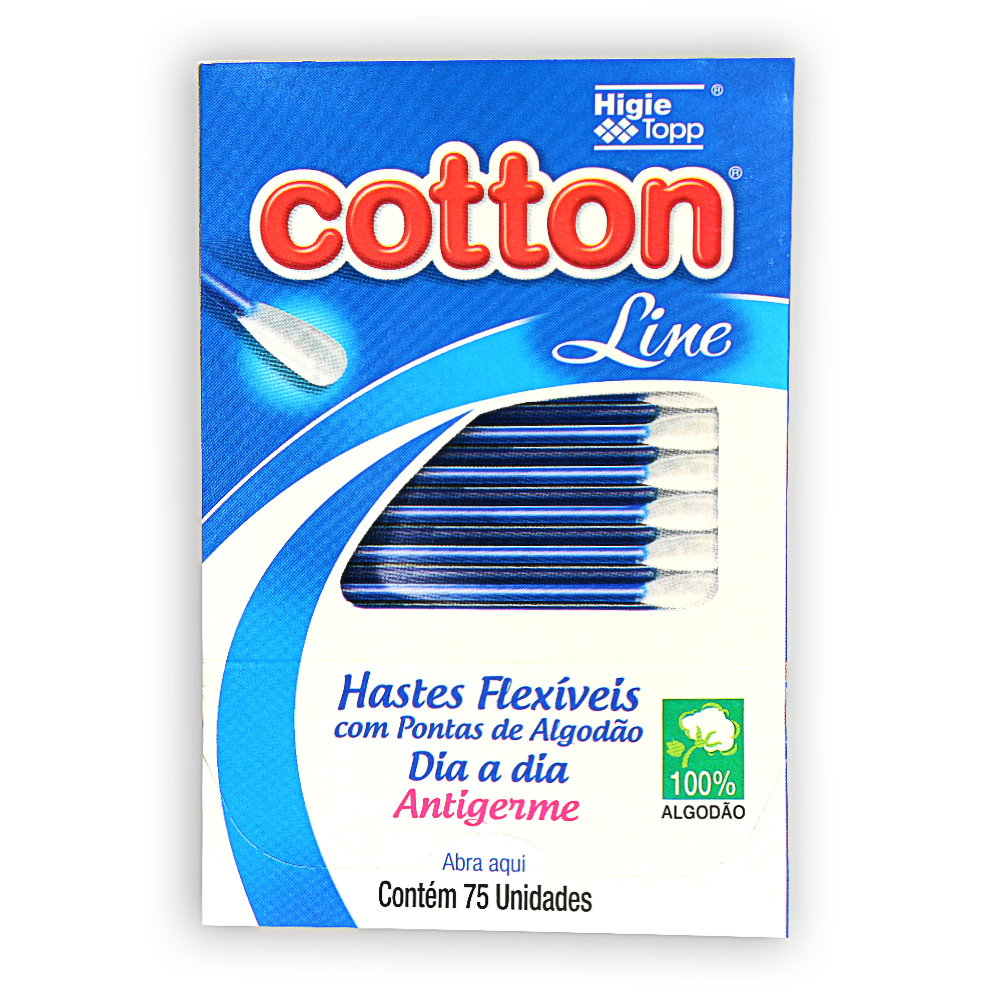 Higie
Topp
®
cotton
®
Line
Hastes Flexíveis
com Pontas de Algodão
Dia a dia
Antigerme
100%
ALGODÃO
Abra aqui
Contém 75 Unidades